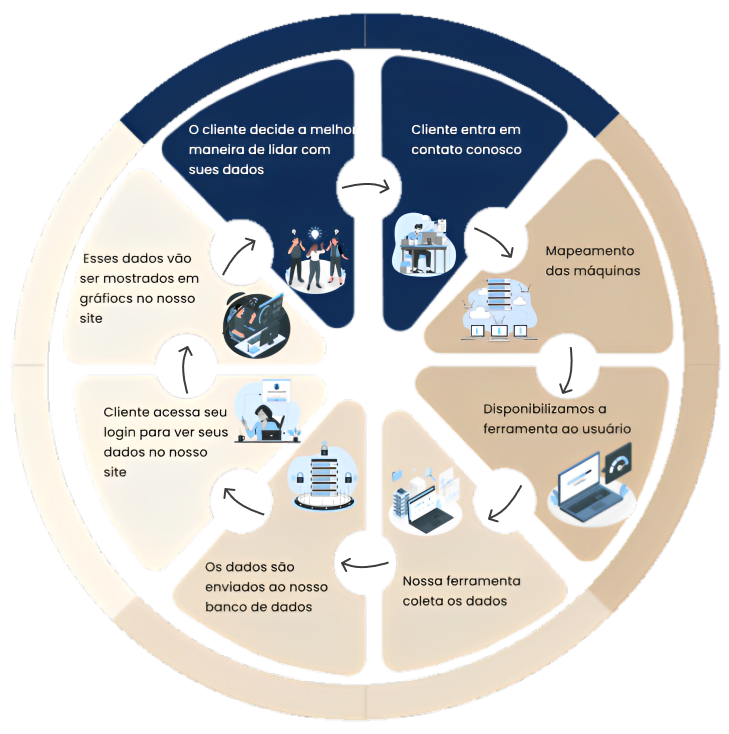 O cliente decide a melhor
maneira de lidar com
sues dados
Cliente entra em
contato conosco
Mapeamento
das máquinas
Disponibilizamos a
ferramenta ao usuário
Nossa ferramenta
coleta os dados
Os dados são
enviados ao nosso
banco de dados
Cliente acessa seu
login para ver seus
dados no nosso
site
Esses dados vão
ser mostrados em
gráfiocs no nosso
site